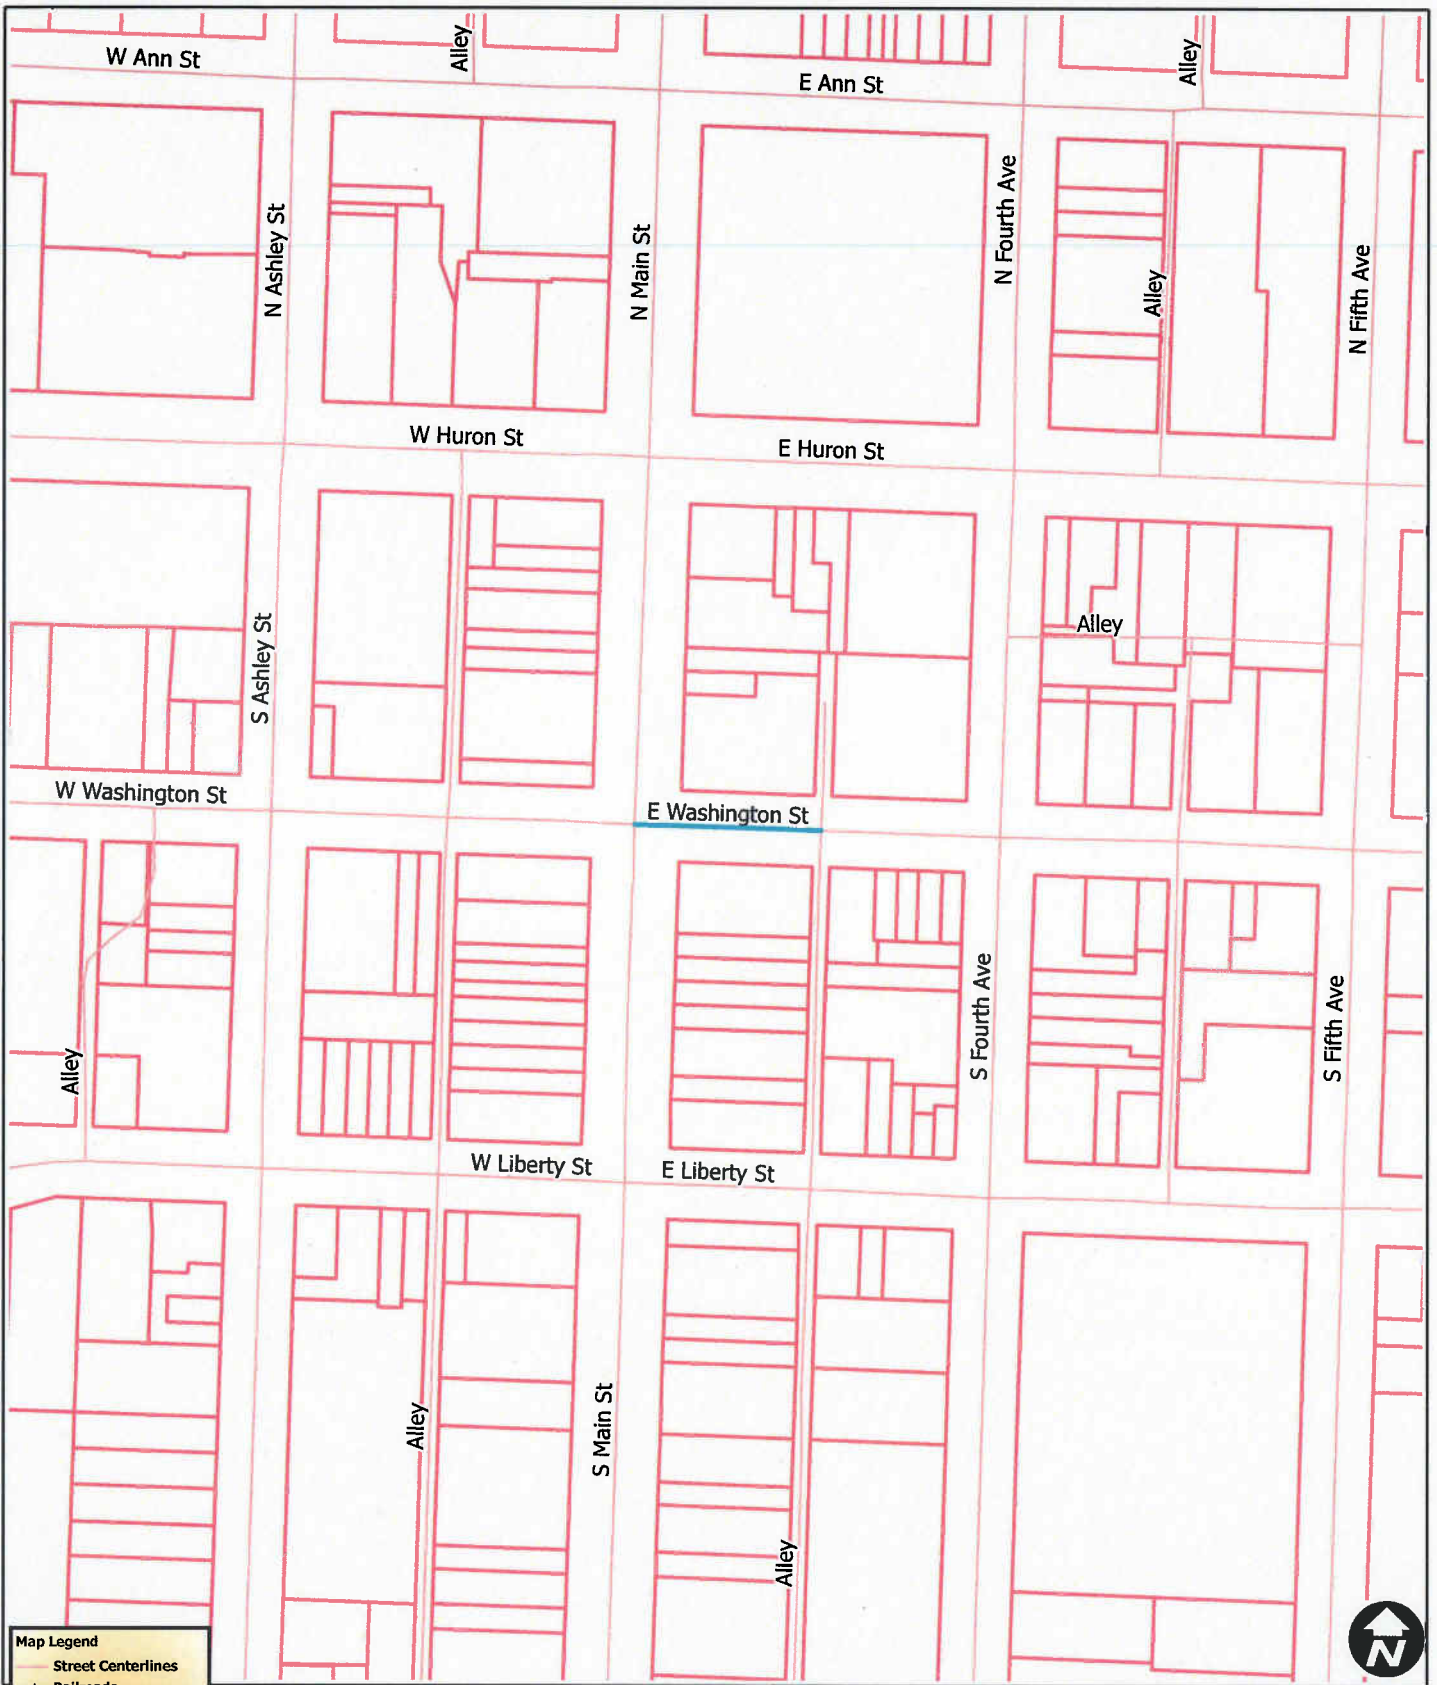 W Ann St
Alley
E Ann St
Alley
N Ashley St
N Main St
N Fourth Ave
Alley
N Fifth Ave
W Huron St
E Huron St
S Ashley St
Alley
W Washington St
E Washington St
Alley
S Fourth Ave
S Fifth Ave
W Liberty St
E Liberty St
Alley
S Main St
Alley
N
Map Legend
Street Centerlines